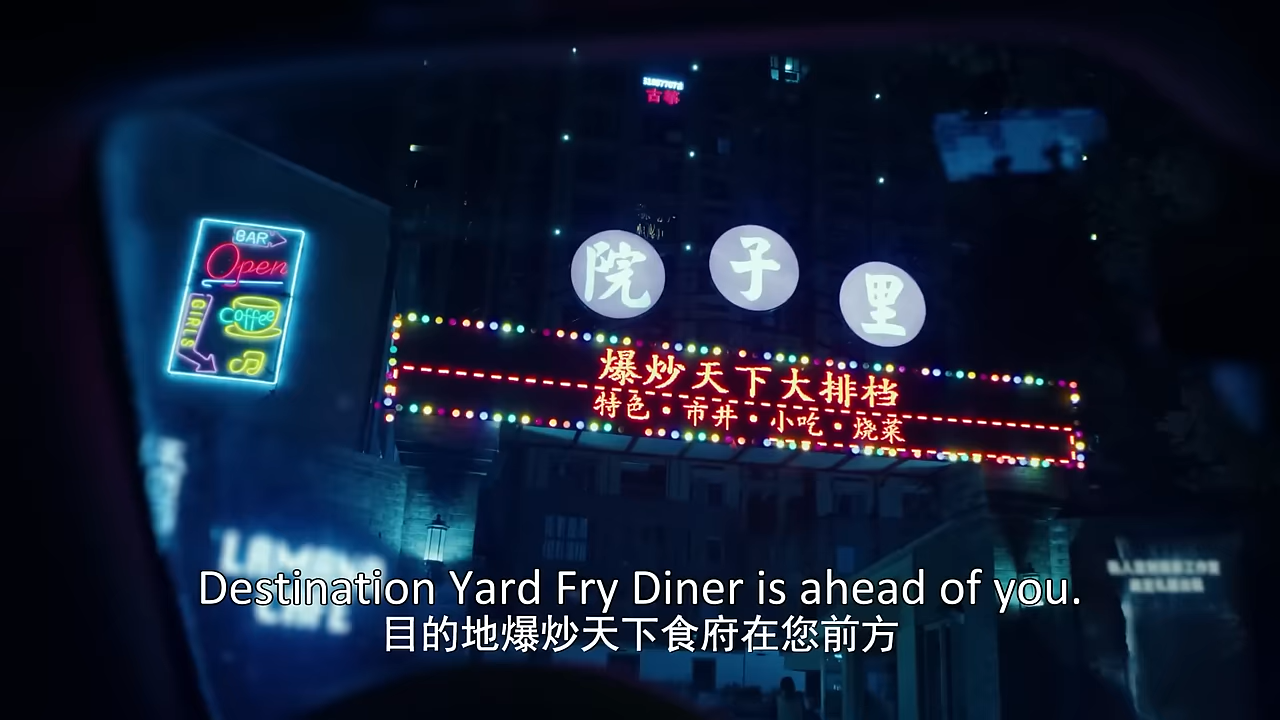 BAR
Open
Coffee
GIRLS
院子里
爆炒天下大排档
特色·市井·小吃·烧菜
Destination Yard Fry Diner is ahead of you.
目的地爆炒天下食府在您前方